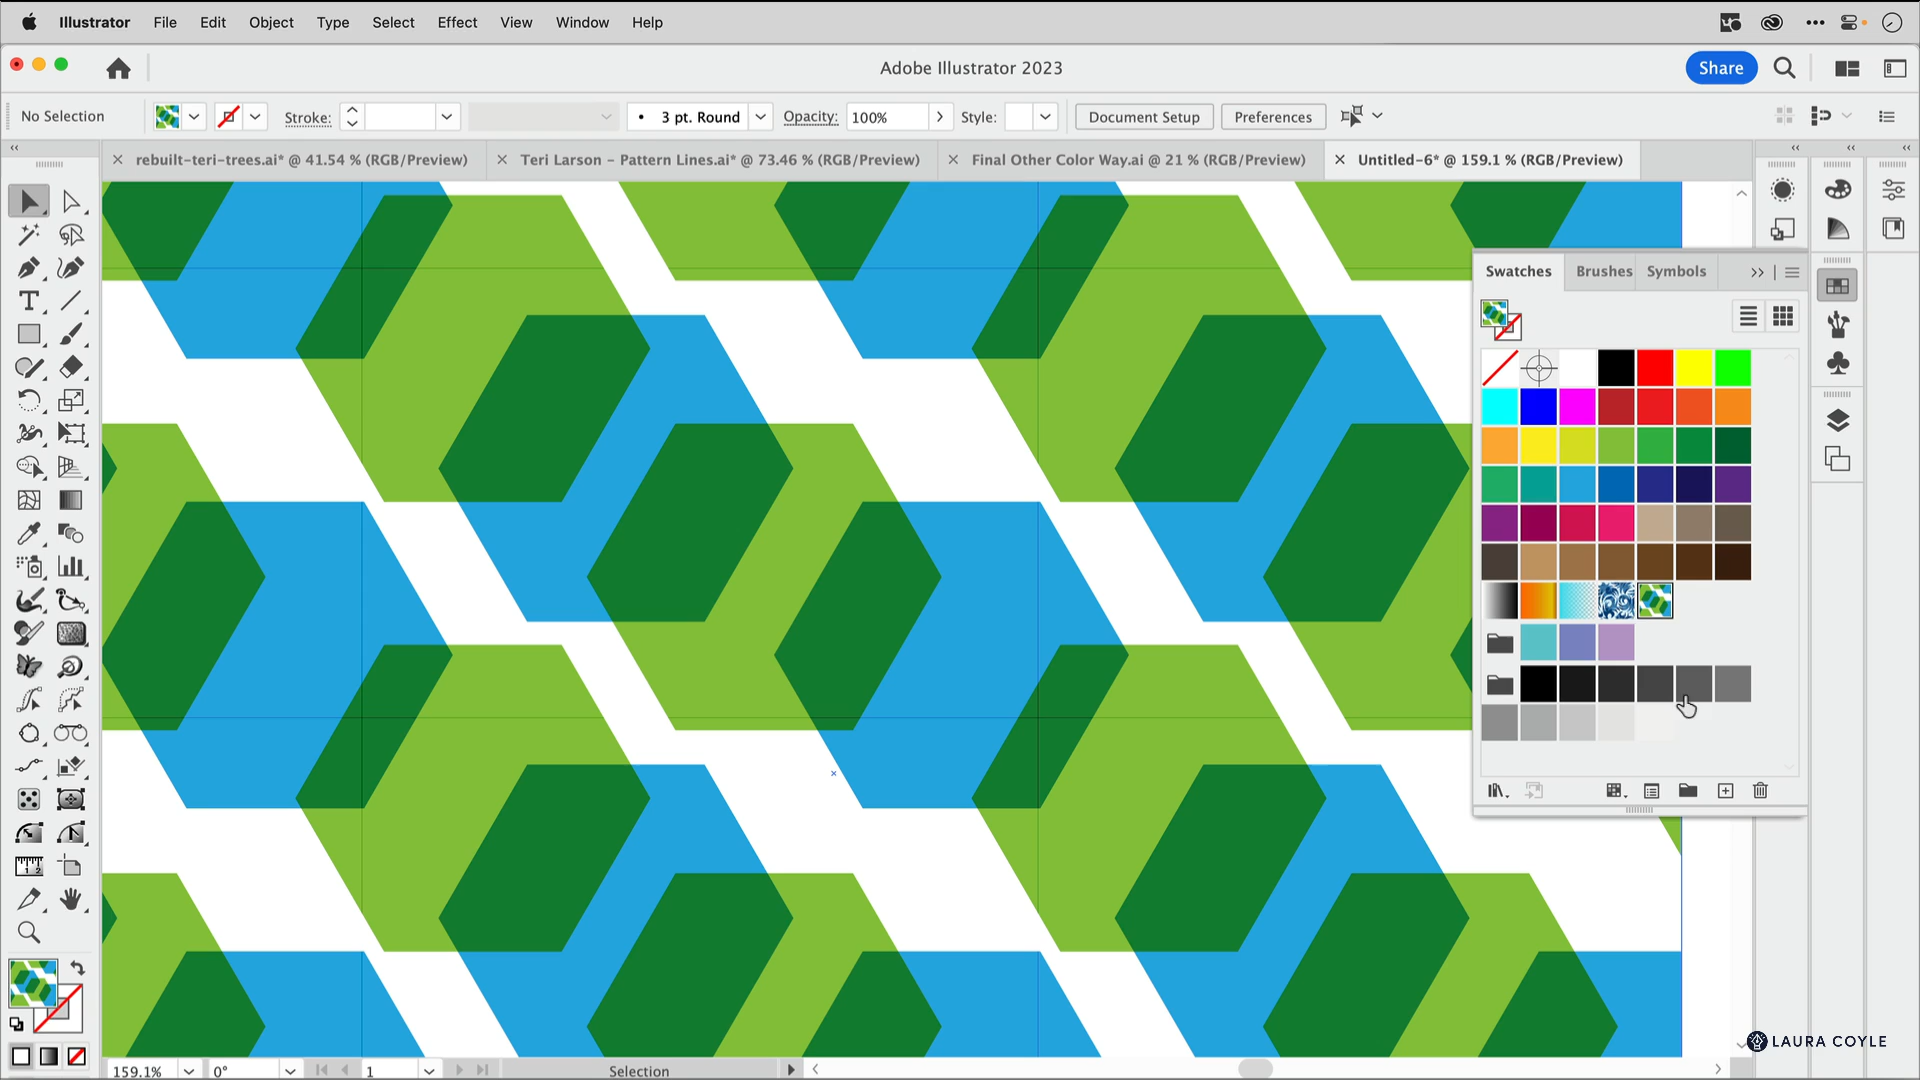 Illustrator File Edit Object Type Select Effect View Window Help
Adobe Illustrator 2023
Share
No Selection
Stroke:
3 pt. Round
Opacity:
100%
Style:
Document Setup
Preferences
rebuilt-teri-trees.ai* @ 41.54 % (RGB/Preview)
Teri Larson – Pattern Lines.ai* @ 73.46 % (RGB/Preview)
Final Other Color Way.ai @ 21 % (RGB/Preview)
Untitled-6* @ 159.1 % (RGB/Preview)
Swatches
Brushes
Symbols
159.1%
0°
1
Selection
LAURA COYLE